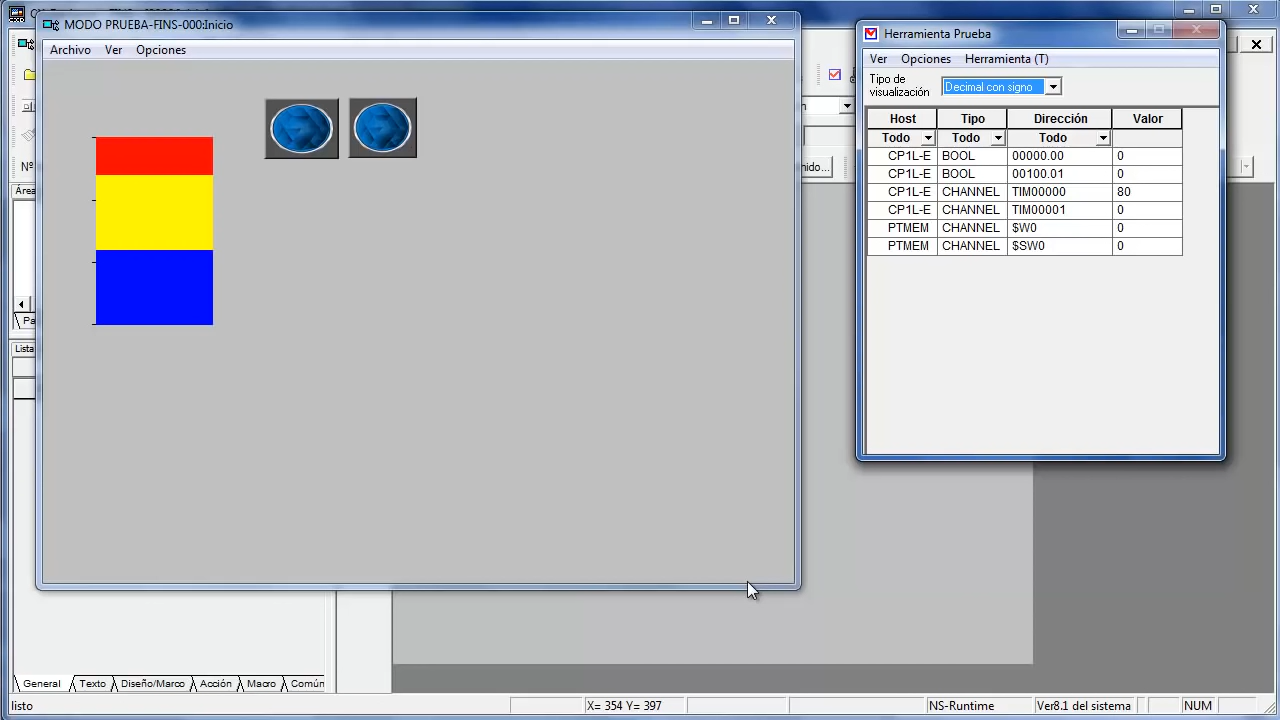 MODO PRUEBA-FINS-000:Inicio
Archivo Ver Opciones
Herramienta Prueba
Ver Opciones Herramienta (T)
Tipo de
visualización
Decimal con signo
Host Tipo Dirección Valor
Todo Todo Todo
CP1L-E BOOL 00000.00 0
CP1L-E BOOL 00100.01 0
CP1L-E CHANNEL TIM00000 80
CP1L-E CHANNEL TIM00001 0
PTMEM CHANNEL $W0 0
PTMEM CHANNEL $SW0 0
nido...
Nº
Área
Pa
Lista
General Texto Diseño/Marco Acción Macro Común
listo X= 354 Y= 397 NS-Runtime Ver8.1 del sistema NUM